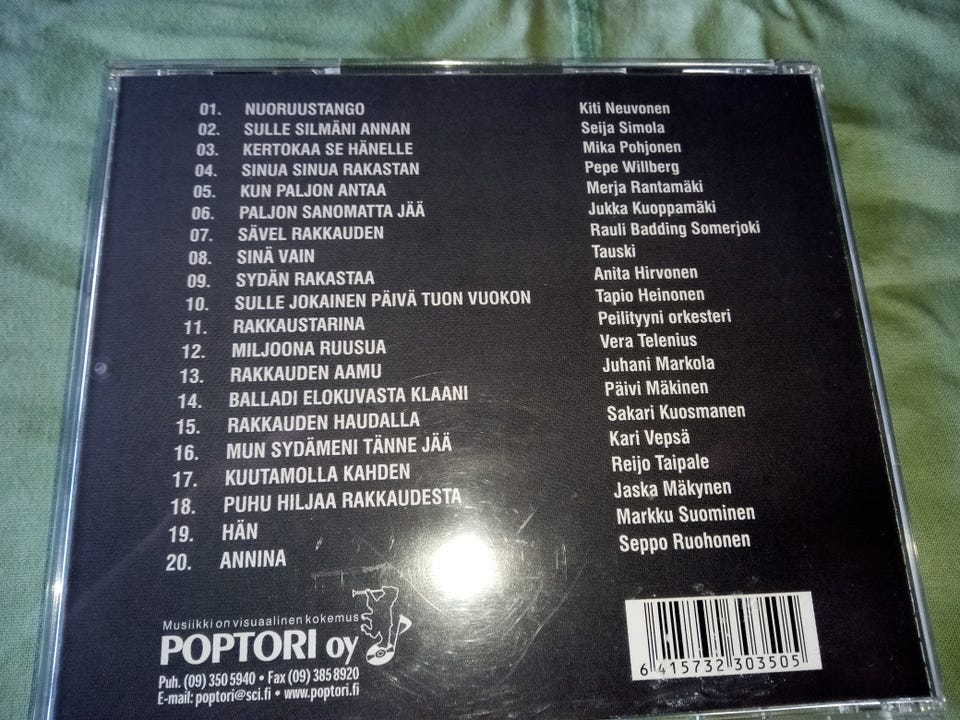 01. NUORUUSTANGO Kiti Neuvonen
02. SULLE SILMÄNI ANNAN Seija Simola
03. KERTOKAA SE HÄNELLE Mika Pohjonen
04. SINUA SINUA RAKASTAN Pepe Willberg
05. KUN PALJON ANTAA Merja Rantamäki
06. PALJON SANOMATTA JÄÄ Jukka Kuoppamäki
07. SÄVEL RAKKAUDEN Rauli Badding Somerjoki
08. SINÄ VAIN Tauski
09. SYDÄN RAKASTAA Anita Hirvonen
10. SULLE JOKAINEN PÄIVÄ TUON VUOKON Tapio Heinonen
11. RAKKAUSTARINA Peilityyni orkesteri
12. MILJOONA RUUSUA Vera Telenius
13. RAKKAUDEN AAMU Juhani Markola
14. BALLADI ELOKUVASTA KLAANI Päivi Mäkinen
15. RAKKAUDEN HAUDALLA Sakari Kuosmanen
16. MUN SYDÄMENI TÄNNE JÄÄ Kari Vepsä
17. KUUTAMOLLA KAHDEN Reijo Taipale
18. PUHU HILJAA RAKKAUDESTA Jaska Mäkynen
19. HÄN Markku Suominen
20. ANNINA Seppo Ruohonen
Musiikki on visuaalinen kokemus
POPTORI oy
Puh. (09) 350 5940 • Fax (09) 385 8920
E-mail: poptori@sci.fi • www.poptori.fi
6 415732 303505